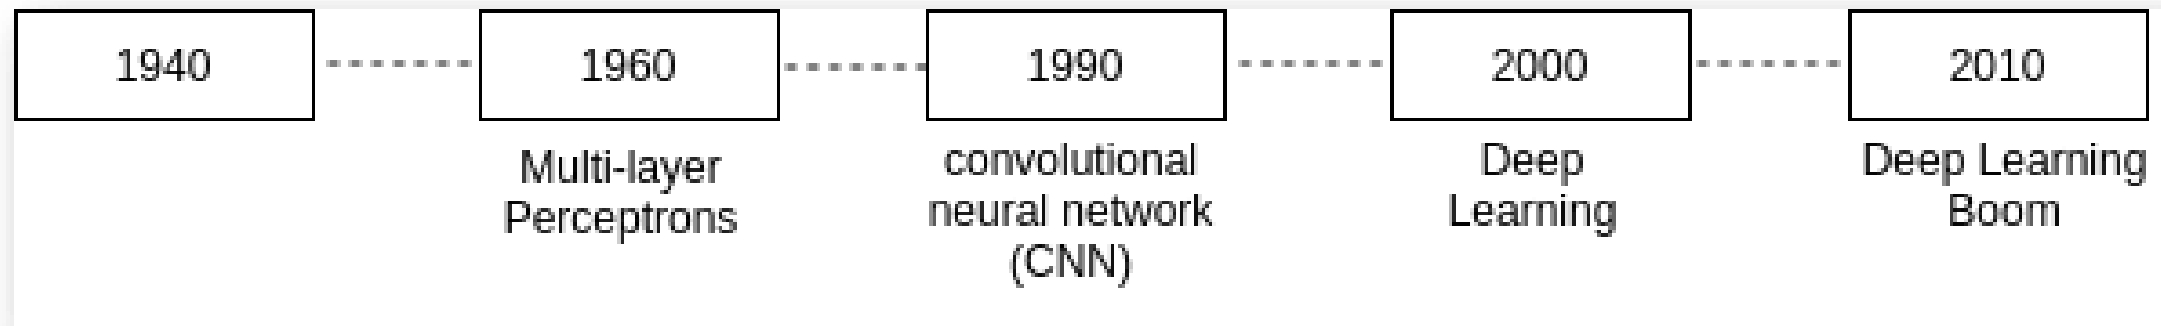 1940
1960
1990
2000
2010
Multi-layer
Perceptrons
convolutional
neural network
(CNN)
Deep
Learning
Deep Learning
Boom